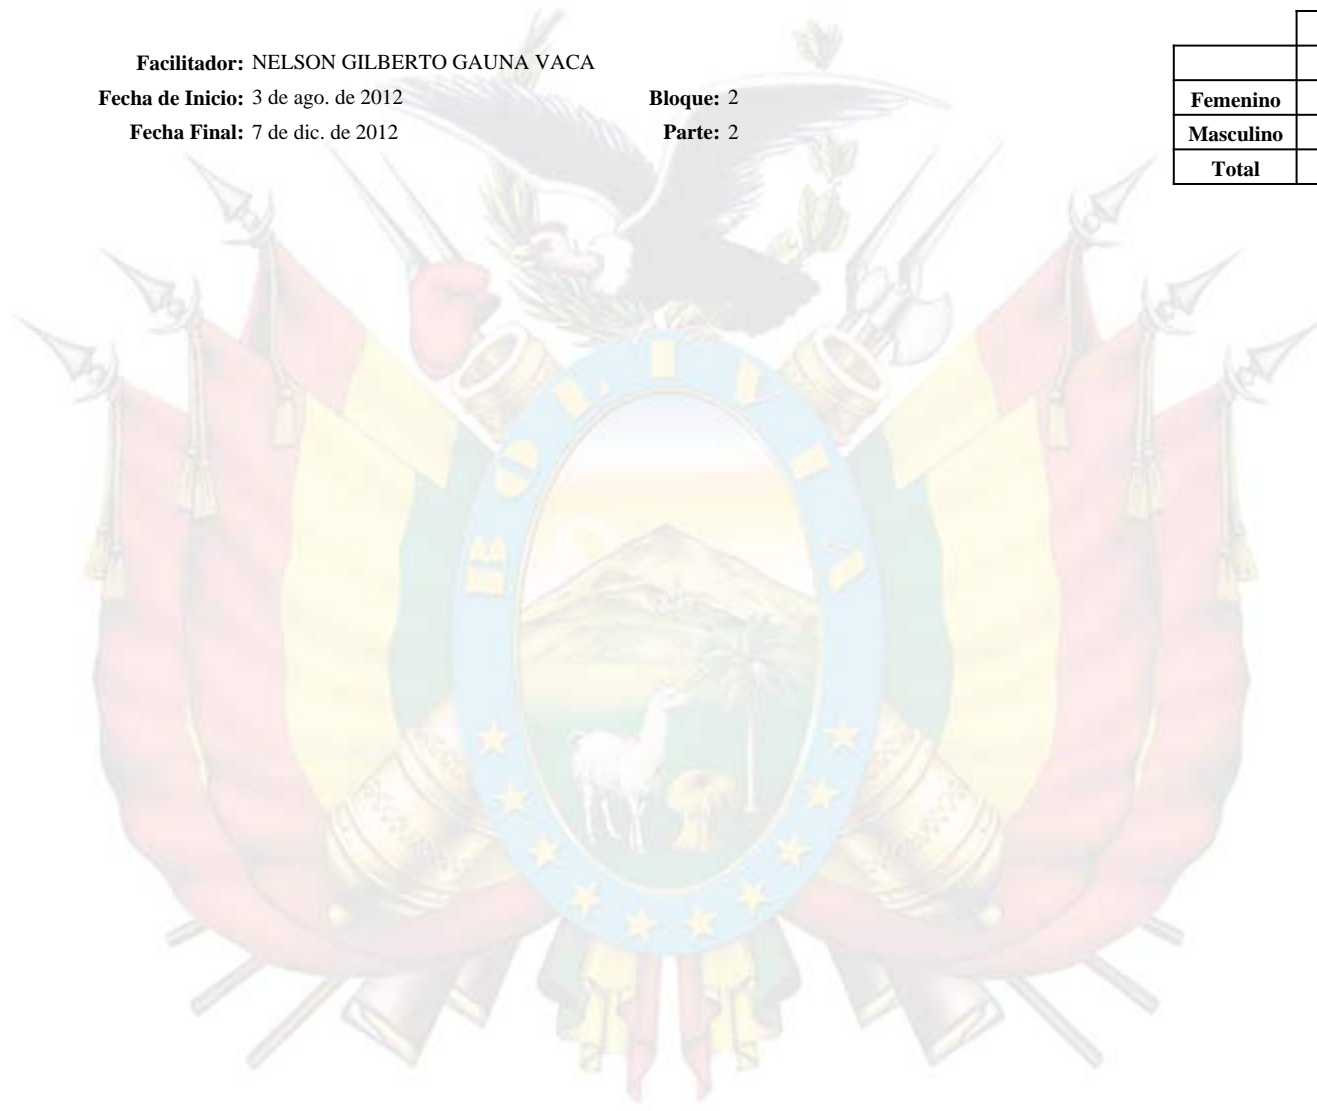 Facilitador: NELSON GILBERTO GAUNA VACA
Fecha de Inicio: 3 de ago. de 2012 Bloque: 2
Fecha Final: 7 de dic. de 2012 Parte: 2
Femenino
Masculino
Total
BOLIVIA